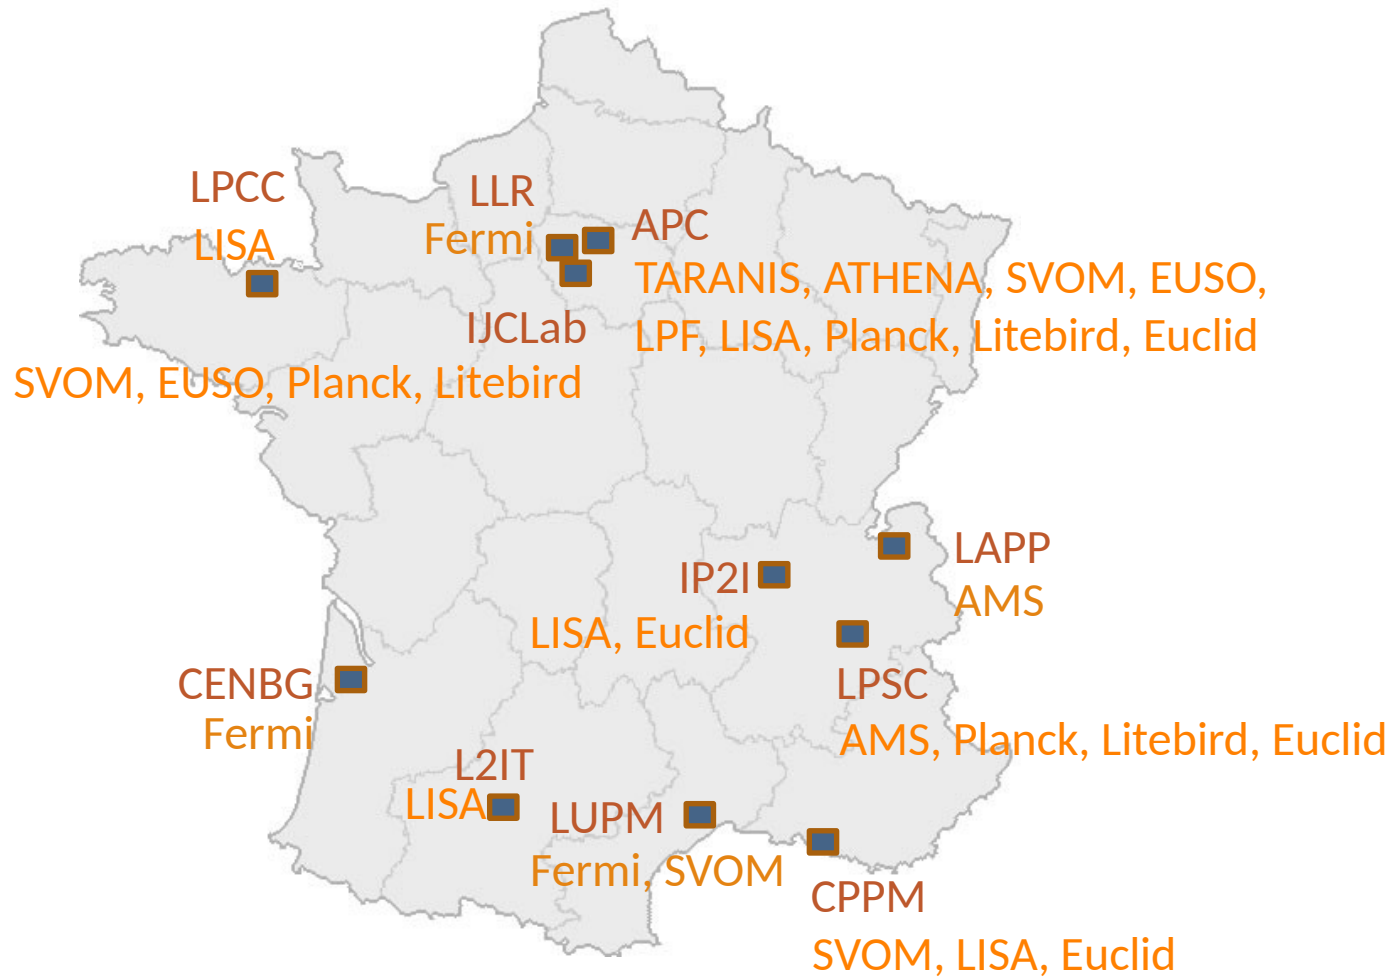 LPCC
LISA
LLR
Fermi
APC
TARANIS, ATHENA, SVOM, EUSO,
LPF, LISA, Planck, Litebird, Euclid
IJCLab
SVOM, EUSO, Planck, Litebird
LAPP
AMS
IP2I
LISA, Euclid
LPSC
AMS, Planck, Litebird, Euclid
CENBG
Fermi
L2IT
LISA
LUPM
Fermi, SVOM
CPPM
SVOM, LISA, Euclid